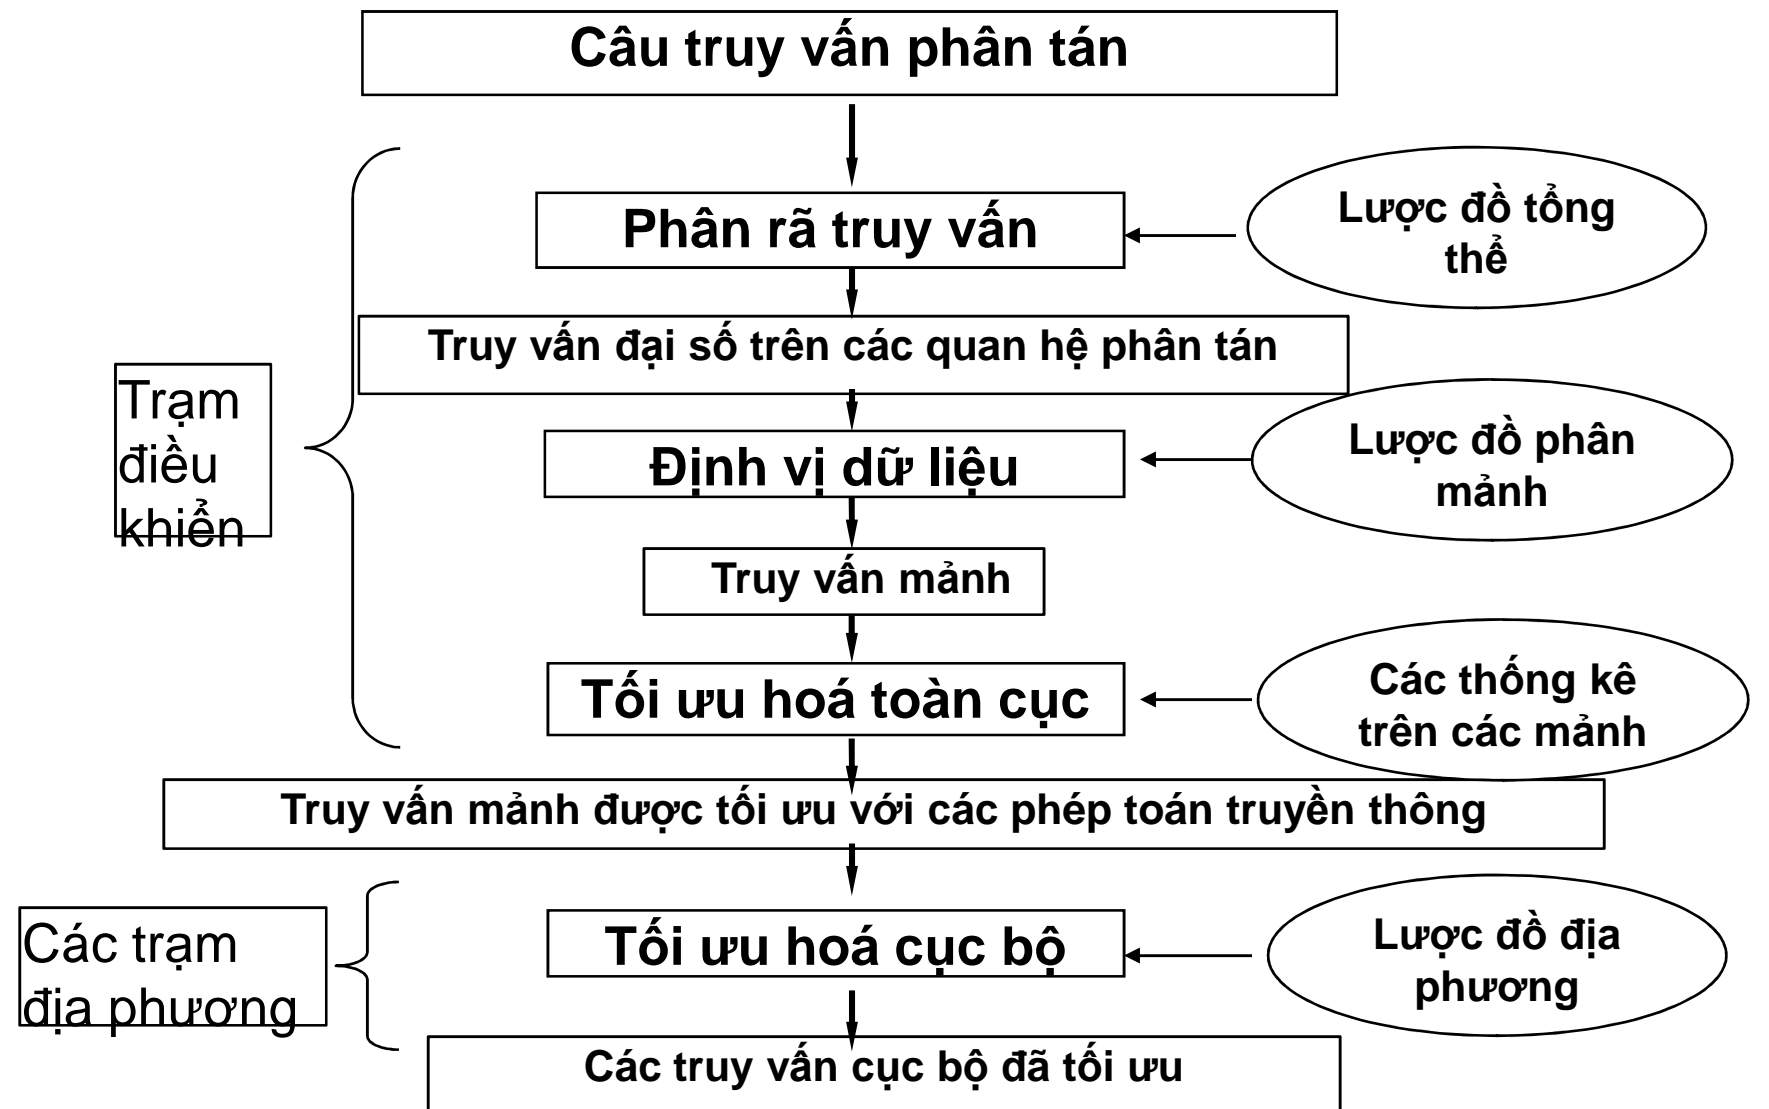 Câu truy vấn phân tán
Phân rã truy vấn
Lược đồ tổng
thể
Truy vấn đại số trên các quan hệ phân tán
Trạm
điều
khiển
Định vị dữ liệu
Lược đồ phân
mảnh
Truy vấn mảnh
Tối ưu hoá toàn cục
Các thống kê
trên các mảnh
Truy vấn mảnh được tối ưu với các phép toán truyền thông
Các trạm
địa phương
Tối ưu hoá cục bộ
Lược đồ địa
phương
Các truy vấn cục bộ đã tối ưu